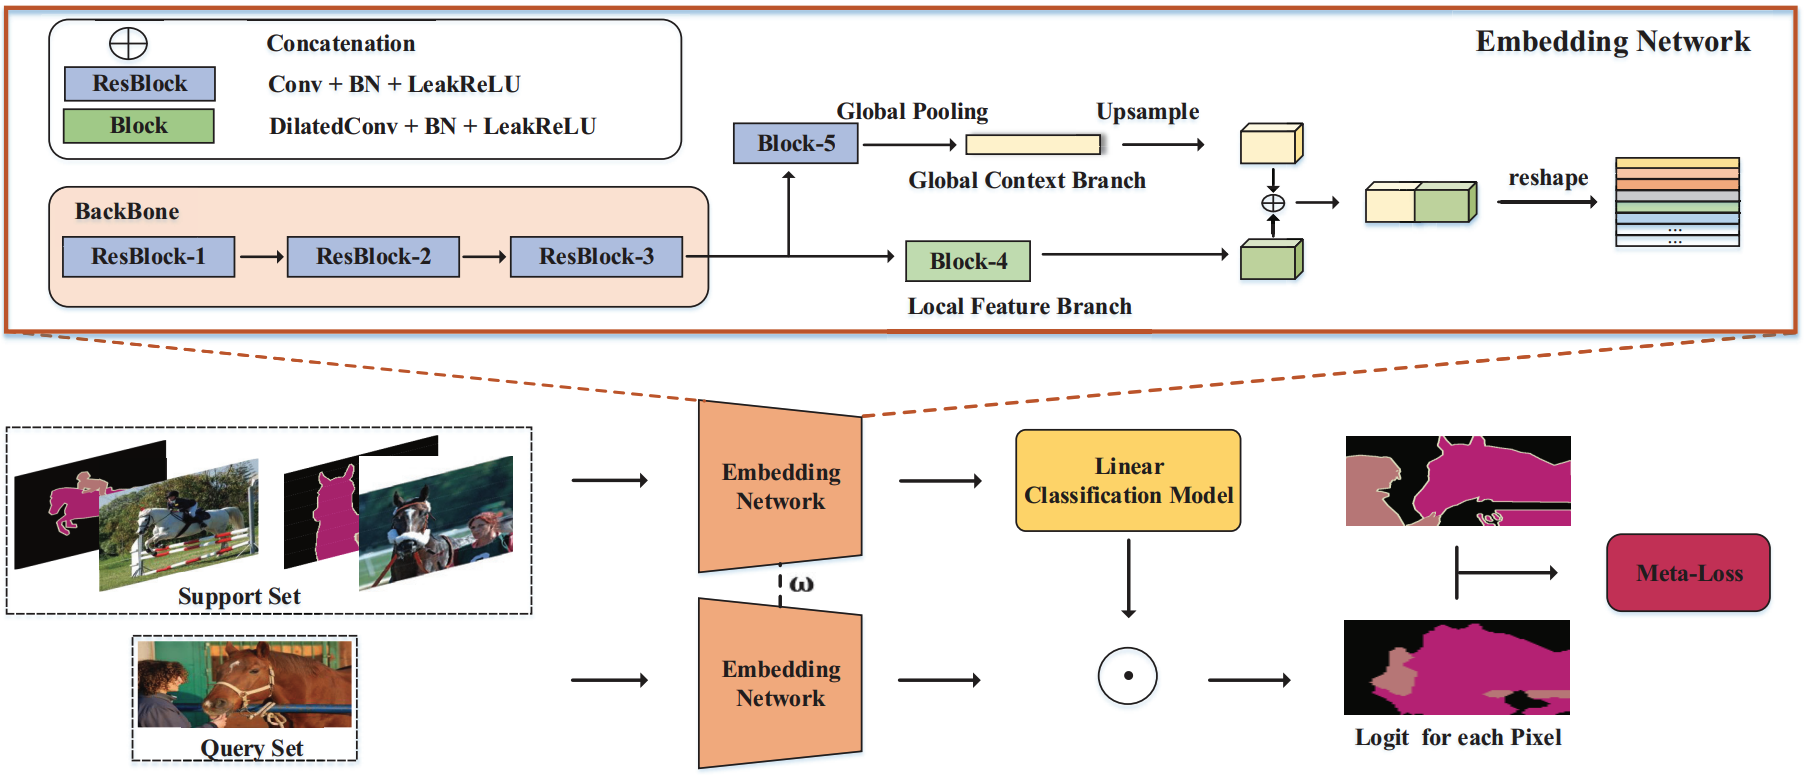 Embedding Network
Concatenation
ResBlock
Conv + BN + LeakReLU
Block
DilatedConv + BN + LeakReLU
BackBone
ResBlock-1
ResBlock-2
ResBlock-3
Block-5
Global Pooling
Upsample
Global Context Branch
Block-4
Local Feature Branch
reshape
...
...
Support Set
Query Set
Embedding
Network
ω
Embedding
Network
Linear
Classification Model
Meta-Loss
Logit for each Pixel